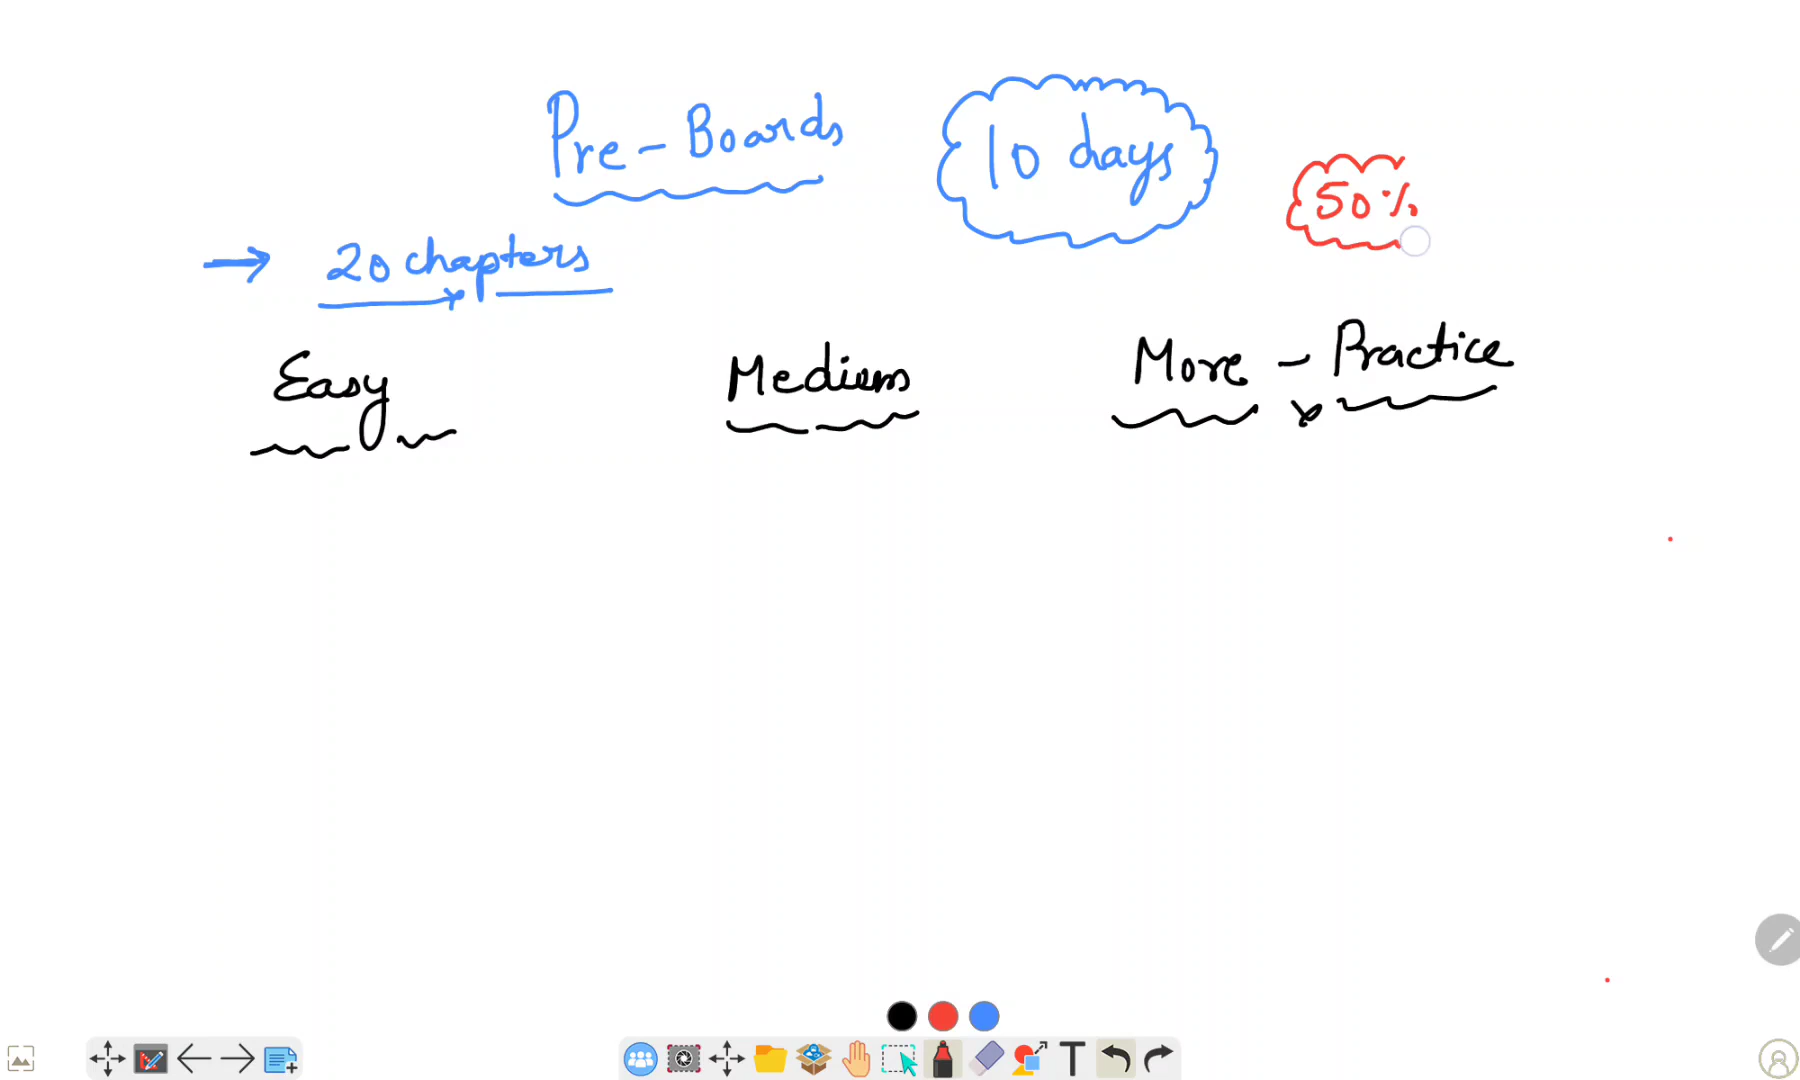 Pre-Boards 10 days
50%
→ 20 chapters
Easy Medium More - Practice
T